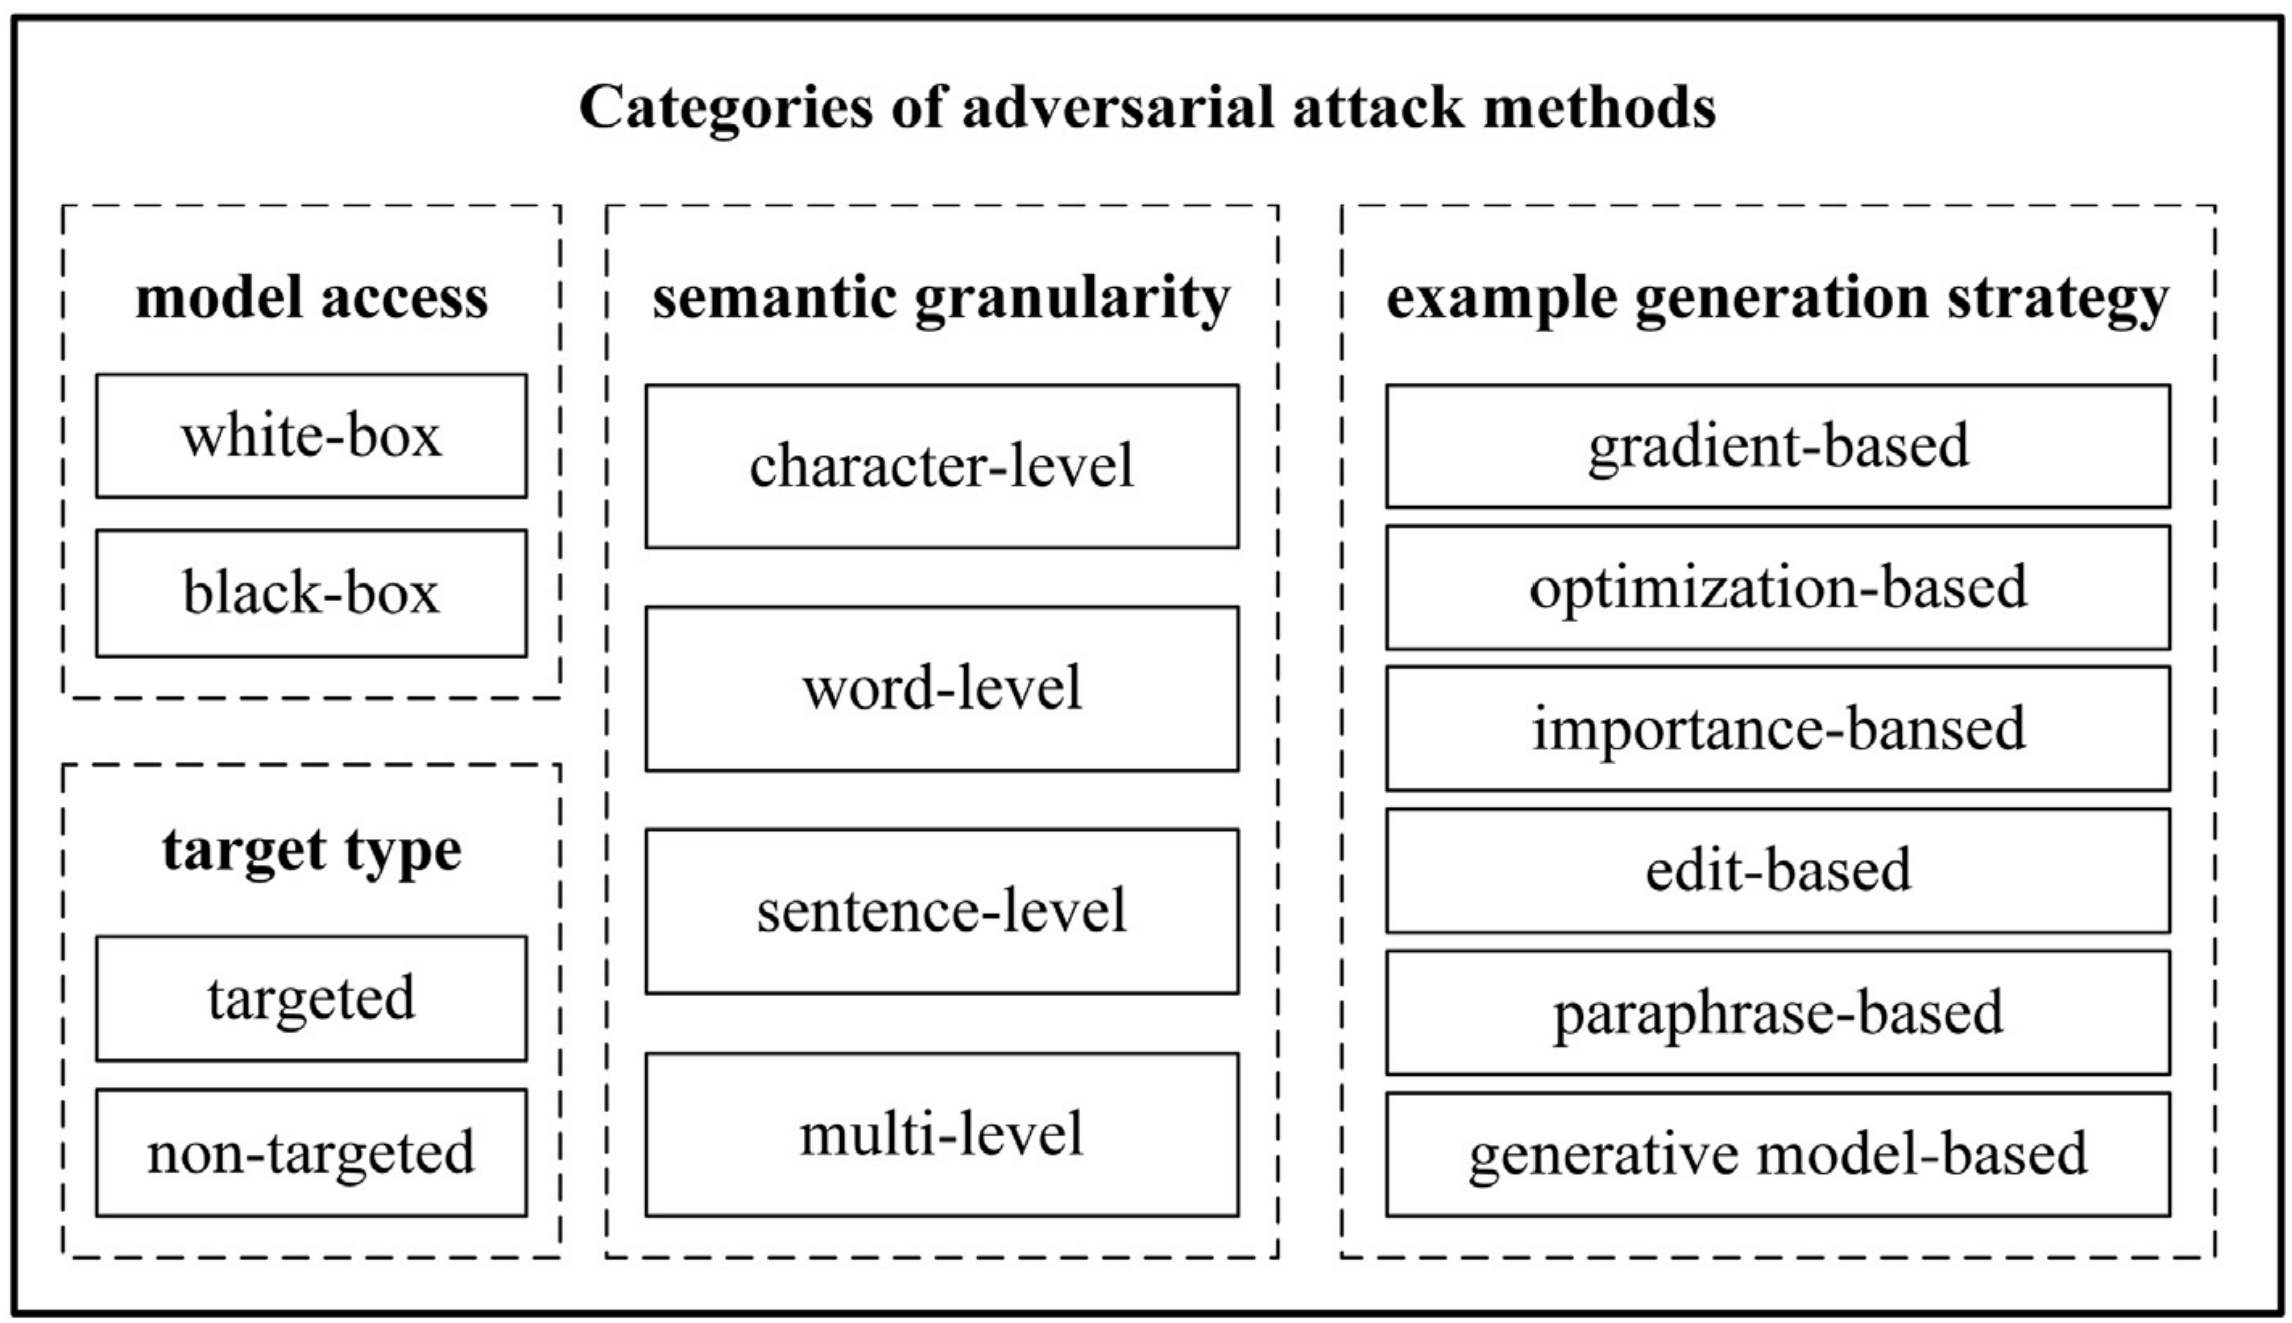 Categories of adversarial attack methods
model access
white-box
black-box
target type
targeted
non-targeted
semantic granularity
character-level
word-level
sentence-level
multi-level
example generation strategy
gradient-based
optimization-based
importance-bansed
edit-based
paraphrase-based
generative model-based